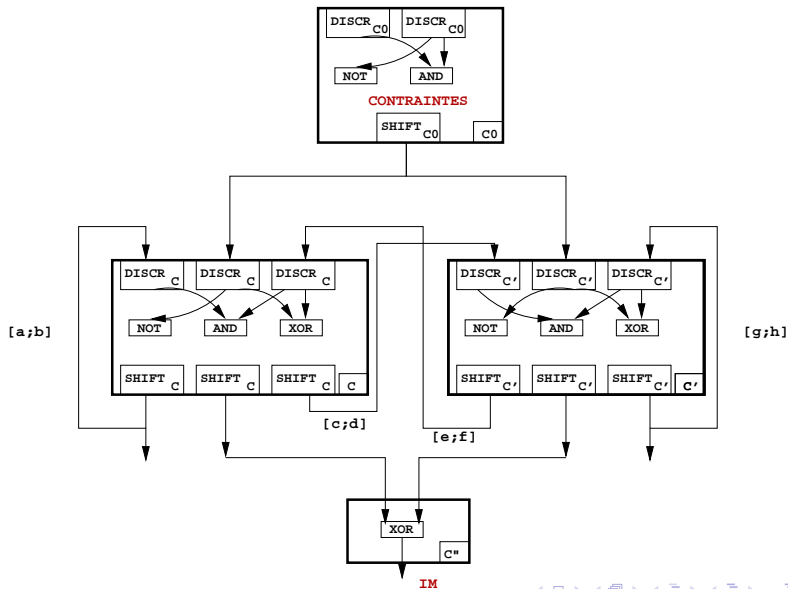 DISCR C0 DISCR C0
NOT AND
CONTRAINTES
SHIFT C0 C0
DISCR C DISCR C DISCR C
DISCR C' DISCR C' DISCR C'
[a;b] NOT AND XOR
NOT AND XOR [g;h]
SHIFT C SHIFT C SHIFT C C
SHIFT C' SHIFT C' SHIFT C' C'
[c;d]
[e;f]
XOR
C"
IM